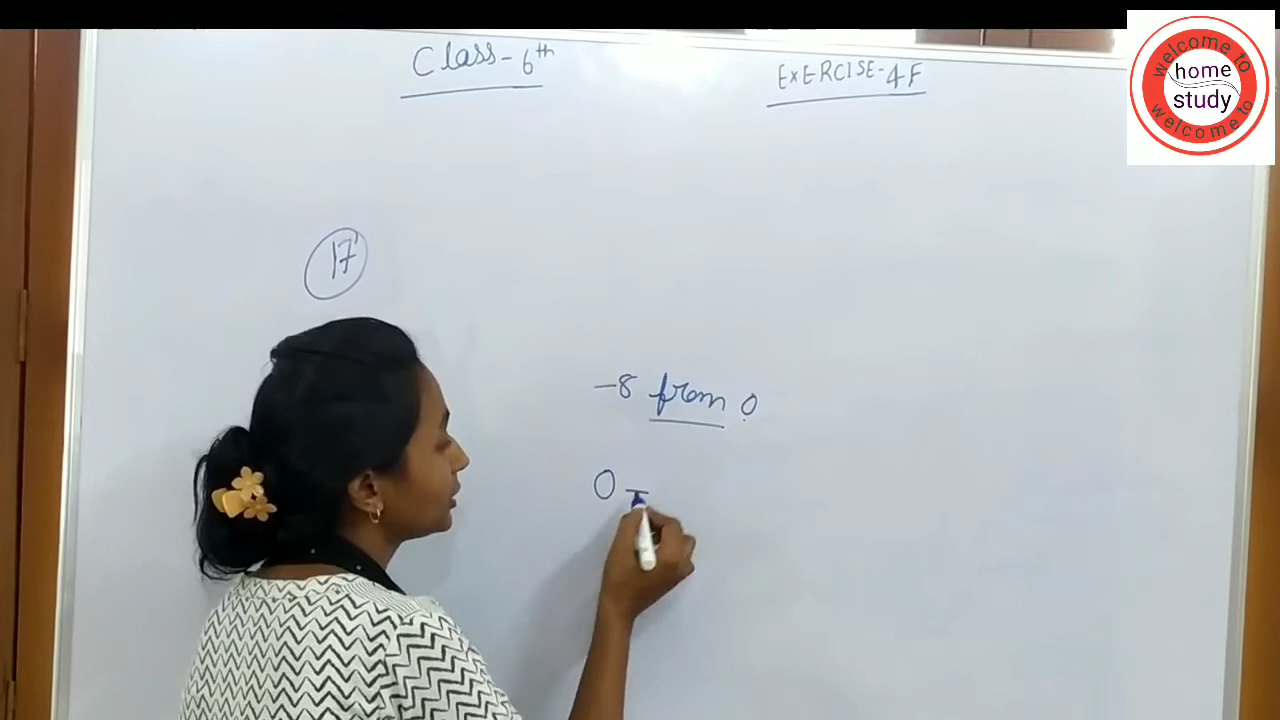 Class-6th
EXERCISE-4F
welcome to
home
study
welcome to
17
-8 from 0
0 -